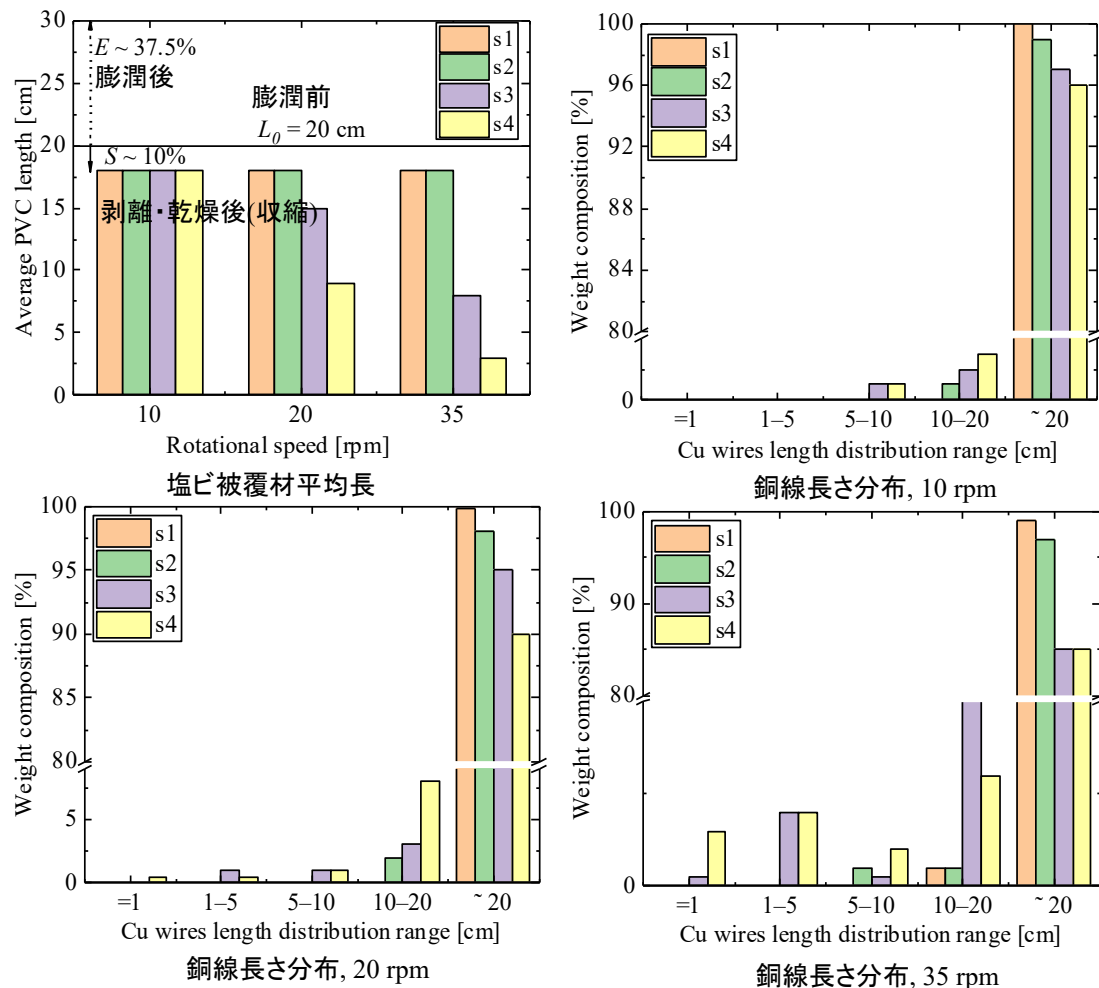 Average PVC length [cm]
30
25
20
15
10
5
0
E ~ 37.5%
膨潤後
膨潤前
L0 = 20 cm
S ~ 10%
剥離・乾燥後(収縮)
s1
s2
s3
s4
10
20
35
Rotational speed [rpm]
塩ビ被覆材平均長
Weight composition [%]
100
96
92
88
84
80
0
s1
s2
s3
s4
=1
1–5
5–10
10–20
~ 20
Cu wires length distribution range [cm]
銅線長さ分布, 10 rpm
Weight composition [%]
100
95
90
85
80
5
0
s1
s2
s3
s4
=1
1–5
5–10
10–20
~ 20
Cu wires length distribution range [cm]
銅線長さ分布, 20 rpm
Weight composition [%]
100
90
80
0
s1
s2
s3
s4
=1
1–5
5–10
10–20
~ 20
Cu wires length distribution range [cm]
銅線長さ分布, 35 rpm